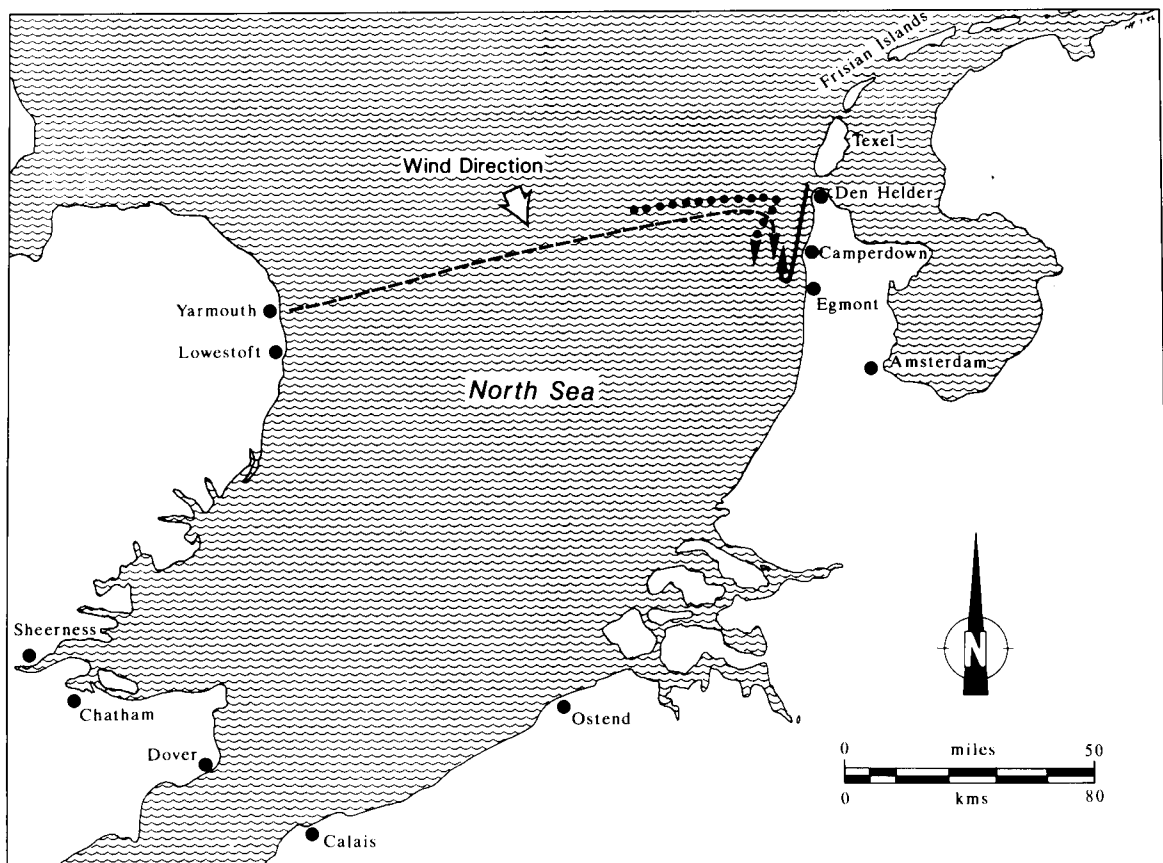 Frisian Islands
Texel
Wind Direction
Den Helder
Camperdown
Egmont
Yarmouth
Lowestoft
Amsterdam
North Sea
Sheerness
N
Chatham
Ostend
Dover
0 miles 50
0 kms 80
Calais